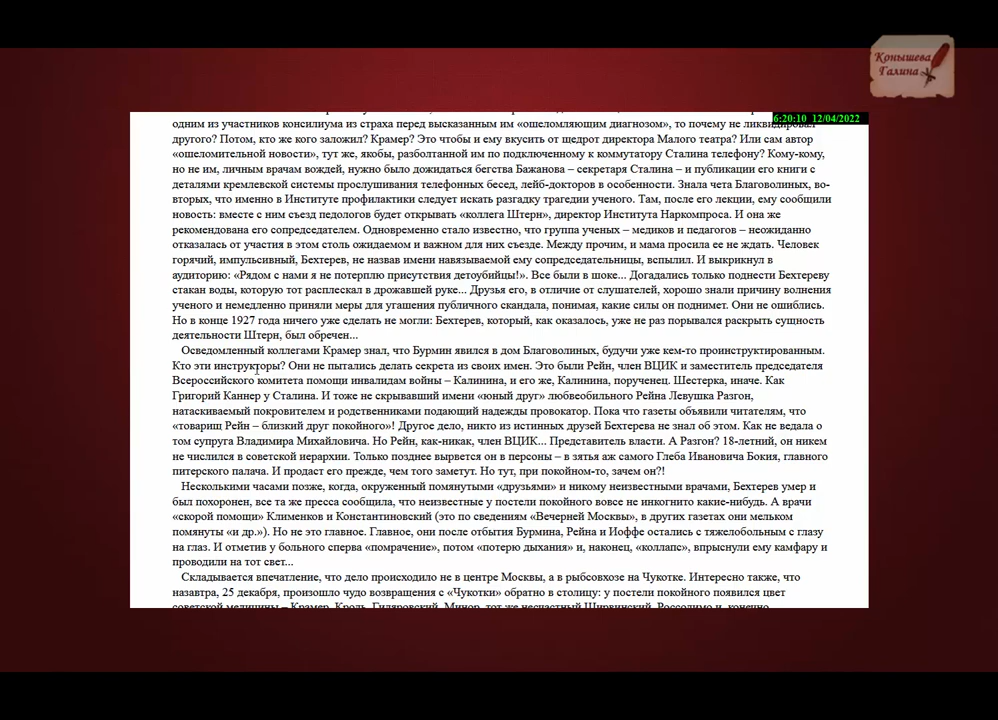 Конышева
Галина
6:20:10 12/04/2022
одним из участников консилиума из страха перед высказанным им «ошеломляющим диагнозом», то почему не ликвидировал
другого? Потом, кто же кого заложил? Крамер? Это чтобы и ему вкусить от щедрот директора Малого театра? Или сам автор
«ошеломительной новости», тут же, якобы, разболтанной им по подключенному к коммутатору Сталина телефону? Кому-кому,
но не им, личным врачам вождей, нужно было дожидаться бегства Бажанова – секретаря Сталина – и публикации его книги с
деталями кремлевской системы прослушивания телефонных бесед, лейб-докторов в особенности. Знала чета Благоволиных, во-
вторых, что именно в Институте профилактики следует искать разгадку трагедии ученого. Там, после его лекции, ему сообщили
новость: вместе с ним съезд педологов будет открывать «коллега Штерн», директор Института Наркомпроса. И она же
рекомендована его сопредседателем. Одновременно стало известно, что группа ученых – медиков и педагогов – неожиданно
отказалась от участия в этом столь ожидаемом и важном для них съезде. Между прочим, и мама просила ее не ждать. Человек
горячий, импульсивный, Бехтерев, не назвав имени навязываемой ему сопредседательницы, вспылил. И выкрикнул в
аудиторию: «Рядом с нами я не потерплю присутствия детоубийцы!». Все были в шоке... Догадались только поднести Бехтереву
стакан воды, которую тот расплескал в дрожавшей руке... Друзья его, в отличие от слушателей, хорошо знали причину волнения
ученого и немедленно приняли меры для угашения публичного скандала, понимая, какие силы он поднимет. Они не ошиблись.
Но в конце 1927 года ничего уже сделать не могли: Бехтерев, который, как оказалось, уже не раз порывался раскрыть сущность
деятельности Штерн, был обречен...
Осведомленный коллегами Крамер знал, что Бурмин явился в дом Благоволиных, будучи уже кем-то проинструктированным.
Кто эти инструкторы? Они не пытались делать секрета из своих имен. Это были Рейн, член ВЦИК и заместитель председателя
Всероссийского комитета помощи инвалидам войны – Калинина, и его же, Калинина, порученец. Шестерка, иначе. Как
Григорий Каннер у Сталина. И тоже не скрывавший имени «юный друг» любвеобильного Рейна Левушка Разгон,
натаскиваемый покровителем и родственниками подающий надежды провокатор. Пока что газеты объявили читателям, что
«товарищ Рейн – близкий друг покойного»! Другое дело, никто из истинных друзей Бехтерева не знал об этом. Как не ведала о
том супруга Владимира Михайловича. Но Рейн, как-никак, член ВЦИК... Представитель власти. А Разгон? 18-летний, он никем
не числился в советской иерархии. Только позднее вырвется он в персоны – в зятья аж самого Глеба Ивановича Бокия, главного
питерского палача. И продаст его прежде, чем того заметут. Но тут, при покойном-то, зачем он?!
Несколькими часами позже, когда, окруженный помянутыми «друзьями» и никому неизвестными врачами, Бехтерев умер и
был похоронен, все та же пресса сообщила, что неизвестные у постели покойного вовсе не инкогнито какие-нибудь. А врачи
«скорой помощи» Клименков и Константиновский (это по сведениям «Вечерней Москвы», в других газетах они мельком
помянуты «и др.»). Но не это главное. Главное, они после отбытия Бурмина, Рейна и Иоффе остались с тяжелобольным с глазу
на глаз. И отметив у больного сперва «помрачение», потом «потерю дыхания» и, наконец, «коллапс», впрыснули ему камфару и
проводили на тот свет...
Складывается впечатление, что дело происходило не в центре Москвы, а в рыбсовхозе на Чукотке. Интересно также, что
назавтра, 25 декабря, произошло чудо возвращения с «Чукотки» обратно в столицу: у постели покойного появился цвет
советской медицины – Крамер, Кроль, Гиляровский, Минор, тот же несчастный Ширвинский, Россолимо и, конечно,